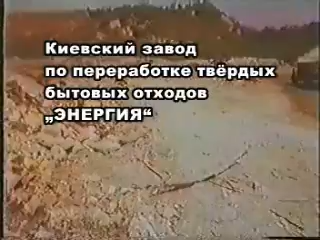 Киевский завод
по переработке твёрдых
бытовых отходов
„ЭНЕРГИЯ“